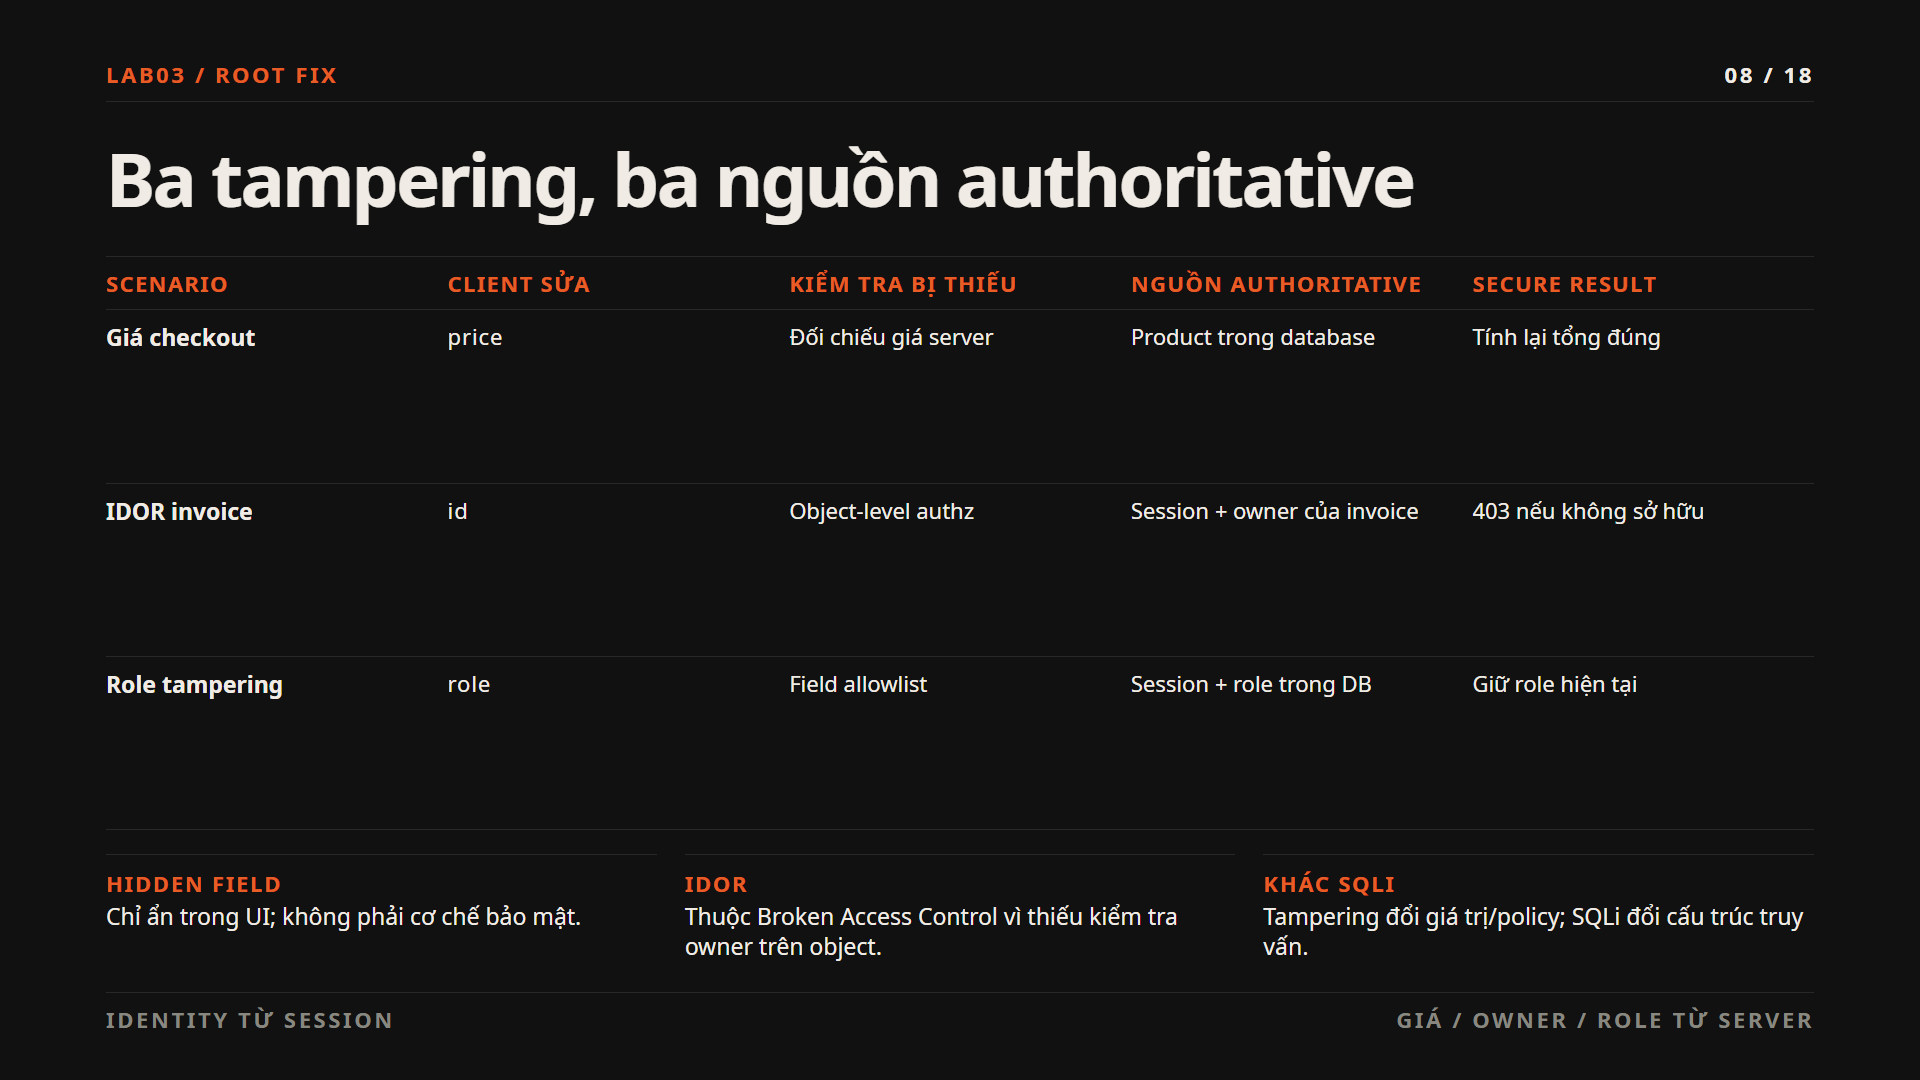 LAB03 / ROOT FIX
08 / 18
Ba tampering, ba nguồn authoritative
SCENARIO
CLIENT SỬA
KIỂM TRA BỊ THIẾU
NGUỒN AUTHORITATIVE
SECURE RESULT
Giá checkout
price
Đối chiếu giá server
Product trong database
Tính lại tổng đúng
IDOR invoice
id
Object-level authz
Session + owner của invoice
403 nếu không sở hữu
Role tampering
role
Field allowlist
Session + role trong DB
Giữ role hiện tại
HIDDEN FIELD
Chỉ ẩn trong UI; không phải cơ chế bảo mật.
IDOR
Thuộc Broken Access Control vì thiếu kiểm tra
owner trên object.
KHÁC SQLI
Tampering đổi giá trị/policy; SQLi đổi cấu trúc truy
vấn.
IDENTITY TỪ SESSION
GIÁ / OWNER / ROLE TỪ SERVER